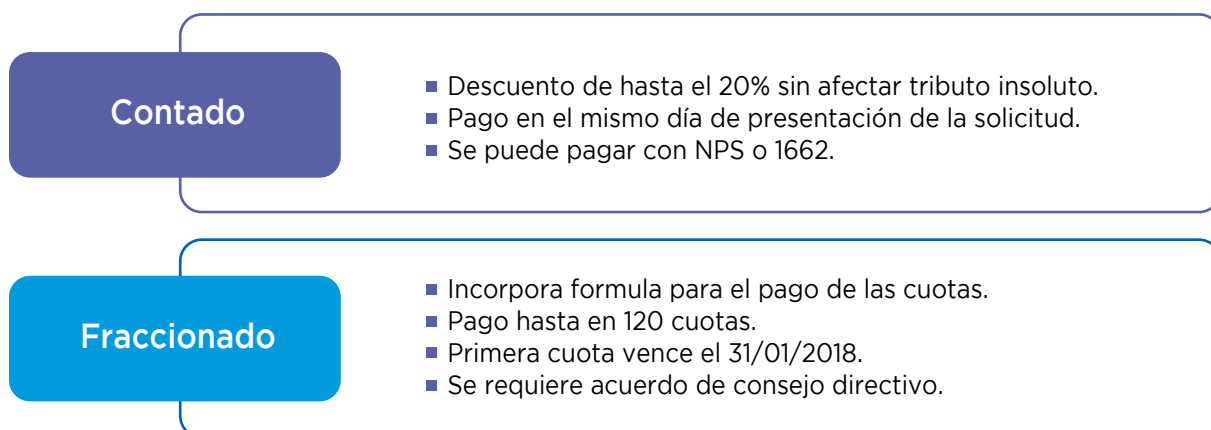 Contado
▪ Descuento de hasta el 20% sin afectar tributo insoluto.
▪ Pago en el mismo día de presentación de la solicitud.
▪ Se puede pagar con NPS o 1662.
Fraccionado
▪ Incorpora formula para el pago de las cuotas.
▪ Pago hasta en 120 cuotas.
▪ Primera cuota vence el 31/01/2018.
▪ Se requiere acuerdo de consejo directivo.